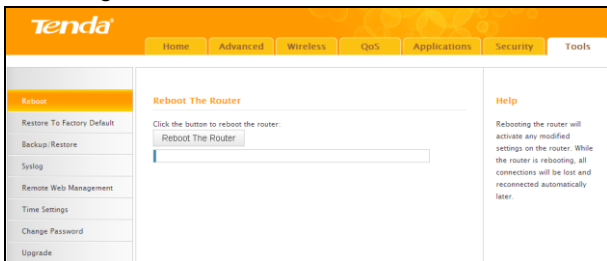 Tenda
Home Advanced Wireless QoS Applications Security Tools
Reboot
Restore To Factory Default
Backup/Restore
Syslog
Remote Web Management
Time Settings
Change Password
Upgrade
Reboot The Router
Click the button to reboot the router:
Reboot The Router
Help
Rebooting the router will
activate any modified
settings on the router. While
the router is rebooting, all
connections will be lost and
reconnected automatically
later.